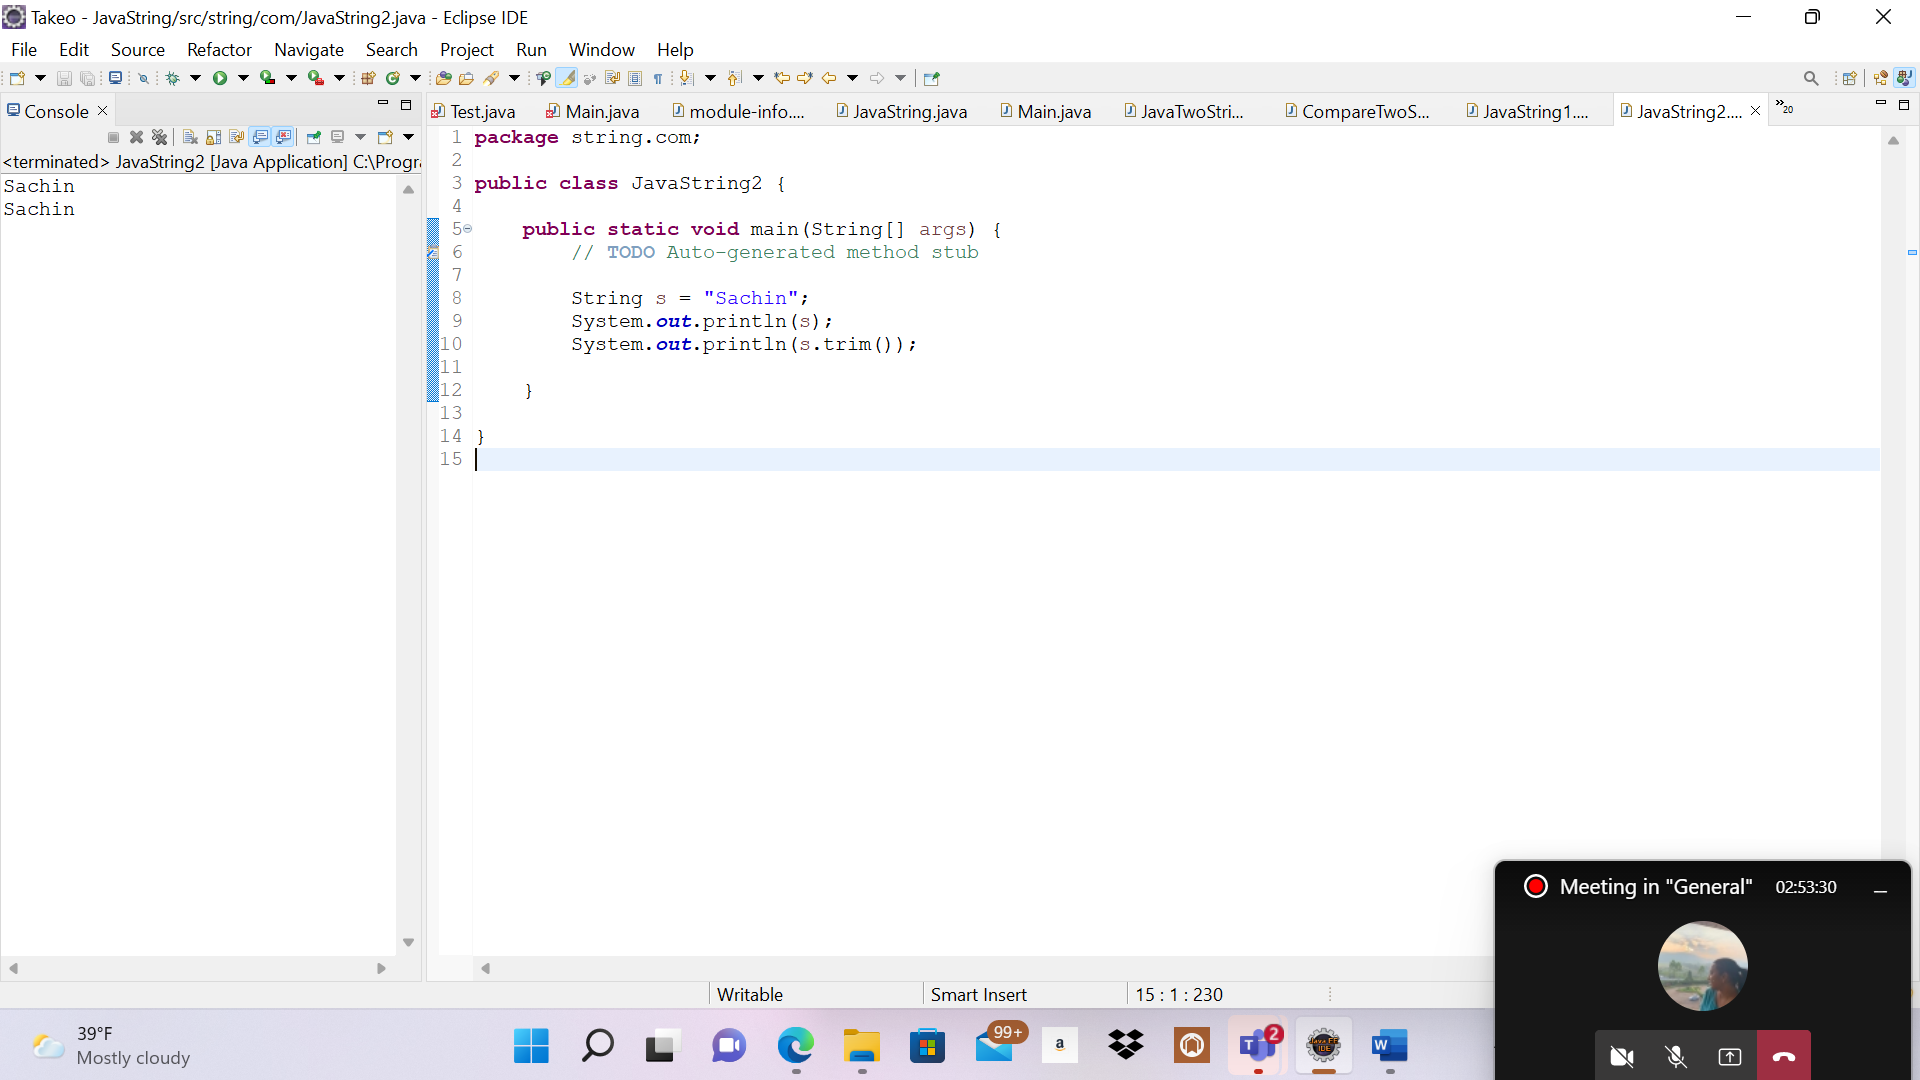 Takeo - JavaString/src/string/com/JavaString2.java - Eclipse IDE
File Edit Source Refactor Navigate Search Project Run Window Help
Console
<terminated> JavaString2 [Java Application] C:\Progra
Sachin
Sachin
Test.java Main.java module-info.... JavaString.java Main.java JavaTwoStri... CompareTwoS... JavaString1.... JavaString2.... »20
1 package string.com;
2
3 public class JavaString2 {
4
5 public static void main(String[] args) {
6 // TODO Auto-generated method stub
7
8 String s = "Sachin";
9 System.out.println(s);
10 System.out.println(s.trim());
11
12 }
13
14 }
15
Writable Smart Insert 15 : 1 : 230
Meeting in "General" 02:53:30
39°F
Mostly cloudy
99+
a
T 2
Java EE
IDE
W